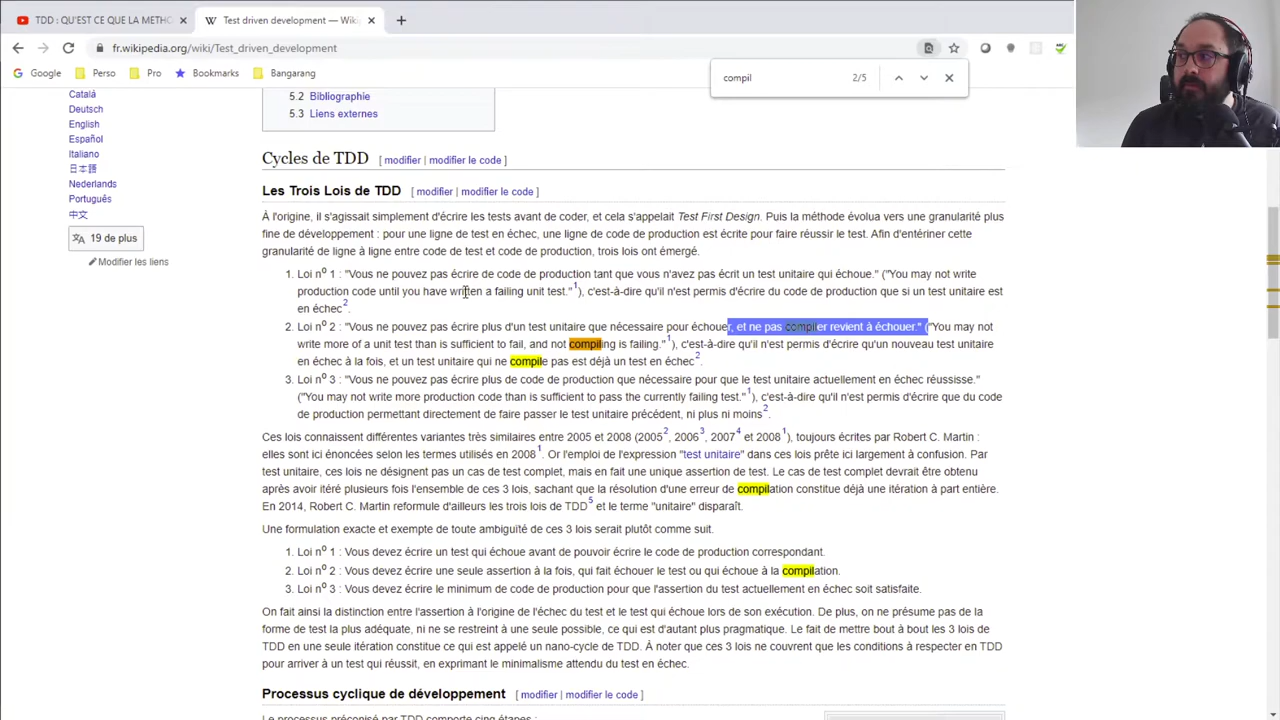 TDD : QU'EST CE QUE LA METHO
Test driven development — Wiki
fr.wikipedia.org/wiki/Test_driven_development
Google Perso Pro Bookmarks Bangarang
compil 2/5
Català
Deutsch
English
Español
Italiano
日本語
Nederlands
Português
中文
19 de plus
Modifier les liens
5.2 Bibliographie
5.3 Liens externes
Cycles de TDD [ modifier | modifier le code ]
Les Trois Lois de TDD [ modifier | modifier le code ]
À l'origine, il s'agissait simplement d'écrire les tests avant de coder, et cela s'appelait Test First Design. Puis la méthode évolua vers une granularité plus
fine de développement : pour une ligne de test en échec, une ligne de code de production est écrite pour faire réussir le test. Afin d'entériner cette
granularité de ligne à ligne entre code de test et code de production, trois lois ont émergé.
1. Loi nº 1 : "Vous ne pouvez pas écrire de code de production tant que vous n'avez pas écrit un test unitaire qui échoue." ("You may not write
production code until you have written a failing unit test."1), c'est-à-dire qu'il n'est permis d'écrire du code de production que si un test unitaire est
en échec2.
2. Loi nº 2 : "Vous ne pouvez pas écrire plus d'un test unitaire que nécessaire pour échouer, et ne pas compiler revient à échouer." ("You may not
write more of a unit test than is sufficient to fail, and not compiling is failing."1), c'est-à-dire qu'il n'est permis d'écrire qu'un nouveau test unitaire
en échec à la fois, et un test unitaire qui ne compile pas est déjà un test en échec2.
3. Loi nº 3 : "Vous ne pouvez pas écrire plus de code de production que nécessaire pour que le test unitaire actuellement en échec réussisse."
("You may not write more production code than is sufficient to pass the currently failing test."1), c'est-à-dire qu'il n'est permis d'écrire que du code
de production permettant directement de faire passer le test unitaire précédent, ni plus ni moins2.
Ces lois connaissent différentes variantes très similaires entre 2005 et 2008 (20052, 20063, 20074 et 20081), toujours écrites par Robert C. Martin :
elles sont ici énoncées selon les termes utilisés en 20081. Or l'emploi de l'expression "test unitaire" dans ces lois prête ici largement à confusion. Par
test unitaire, ces lois ne désignent pas un cas de test complet, mais en fait une unique assertion de test. Le cas de test complet devrait être obtenu
après avoir itéré plusieurs fois l'ensemble de ces 3 lois, sachant que la résolution d'une erreur de compilation constitue déjà une itération à part entière.
En 2014, Robert C. Martin reformule d'ailleurs les trois lois de TDD5 et le terme "unitaire" disparaît.
Une formulation exacte et exempte de toute ambiguïté de ces 3 lois serait plutôt comme suit.
1. Loi nº 1 : Vous devez écrire un test qui échoue avant de pouvoir écrire le code de production correspondant.
2. Loi nº 2 : Vous devez écrire une seule assertion à la fois, qui fait échouer le test ou qui échoue à la compilation.
3. Loi nº 3 : Vous devez écrire le minimum de code de production pour que l'assertion du test actuellement en échec soit satisfaite.
On fait ainsi la distinction entre l'assertion à l'origine de l'échec du test et le test qui échoue lors de son exécution. De plus, on ne présume pas de la
forme de test la plus adéquate, ni ne se restreint à une seule possible, ce qui est d'autant plus pragmatique. Le fait de mettre bout à bout les 3 lois de
TDD en une seule itération constitue ce qui est appelé un nano-cycle de TDD. À noter que ces 3 lois ne couvrent que les conditions à respecter en TDD
pour arriver à un test qui réussit, en exprimant le minimalisme attendu du test en échec.
Processus cyclique de développement [ modifier | modifier le code ]
Le processus préconisé par TDD comporte cinq étapes :